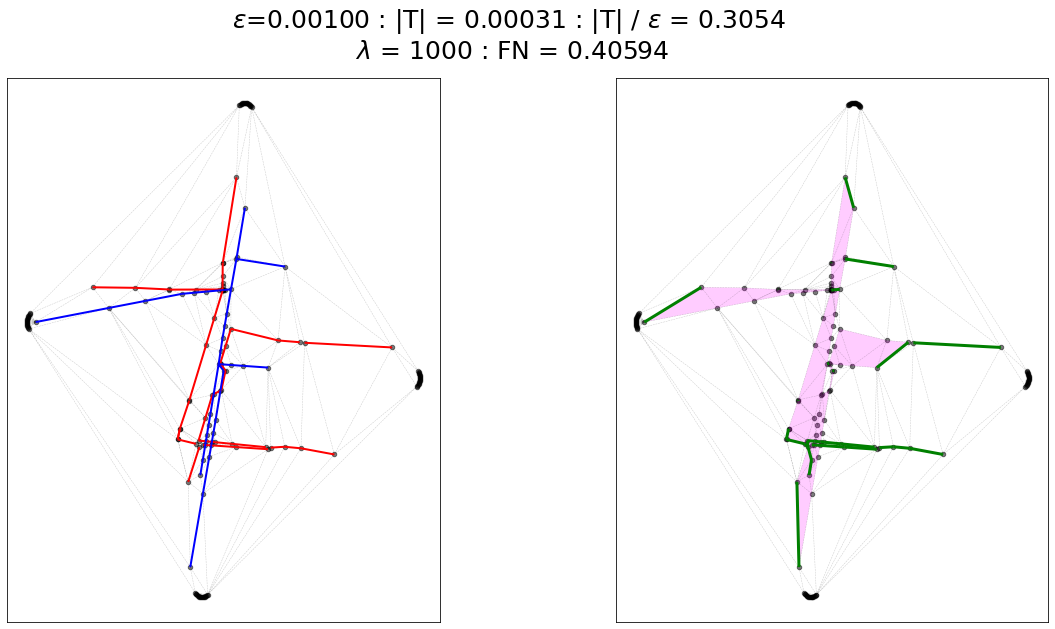 ε=0.00100 : |T| = 0.00031 : |T| / ε = 0.3054
λ = 1000 : FN = 0.40594